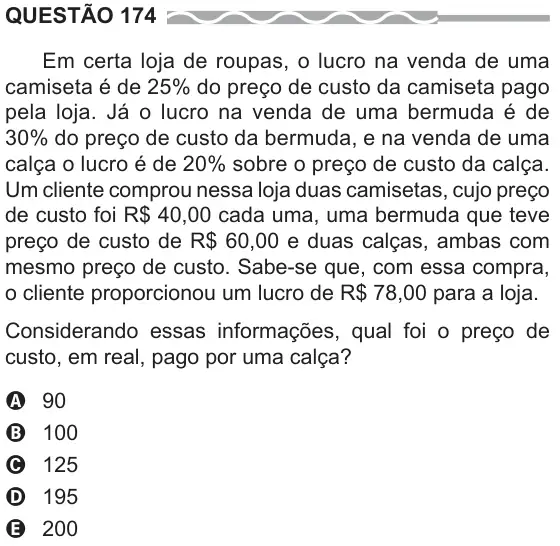 QUESTÃO 174
Em certa loja de roupas, o lucro na venda de uma
camiseta é de 25% do preço de custo da camiseta pago
pela loja. Já o lucro na venda de uma bermuda é de
30% do preço de custo da bermuda, e na venda de uma
calça o lucro é de 20% sobre o preço de custo da calça.
Um cliente comprou nessa loja duas camisetas, cujo preço
de custo foi R$ 40,00 cada uma, uma bermuda que teve
preço de custo de R$ 60,00 e duas calças, ambas com
mesmo preço de custo. Sabe-se que, com essa compra,
o cliente proporcionou um lucro de R$ 78,00 para a loja.
Considerando essas informações, qual foi o preço de
custo, em real, pago por uma calça?
A 90
B 100
C 125
D 195
E 200